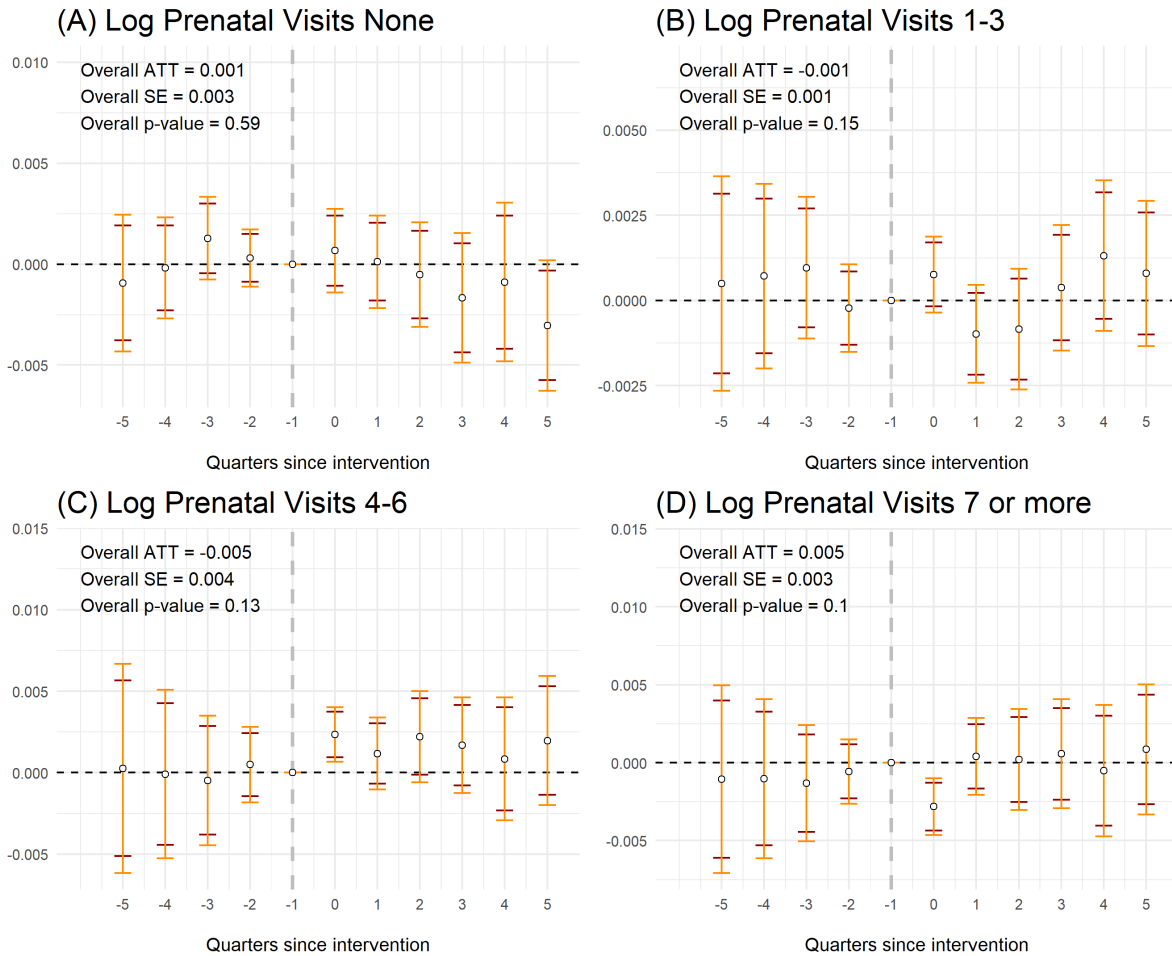 (A) Log Prenatal Visits None
Overall ATT = 0.001
Overall SE = 0.003
Overall p-value = 0.59
0.010
0.005
0.000
-0.005
-5 -4 -3 -2 -1 0 1 2 3 4 5
Quarters since intervention
(B) Log Prenatal Visits 1-3
Overall ATT = -0.001
Overall SE = 0.001
Overall p-value = 0.15
0.0050
0.0025
0.0000
-0.0025
-5 -4 -3 -2 -1 0 1 2 3 4 5
Quarters since intervention
(C) Log Prenatal Visits 4-6
0.015
Overall ATT = -0.005
Overall SE = 0.004
Overall p-value = 0.13
0.010
0.005
0.000
-0.005
-5 -4 -3 -2 -1 0 1 2 3 4 5
Quarters since intervention
(D) Log Prenatal Visits 7 or more
0.015
Overall ATT = 0.005
Overall SE = 0.003
Overall p-value = 0.1
0.010
0.005
0.000
-0.005
-5 -4 -3 -2 -1 0 1 2 3 4 5
Quarters since intervention